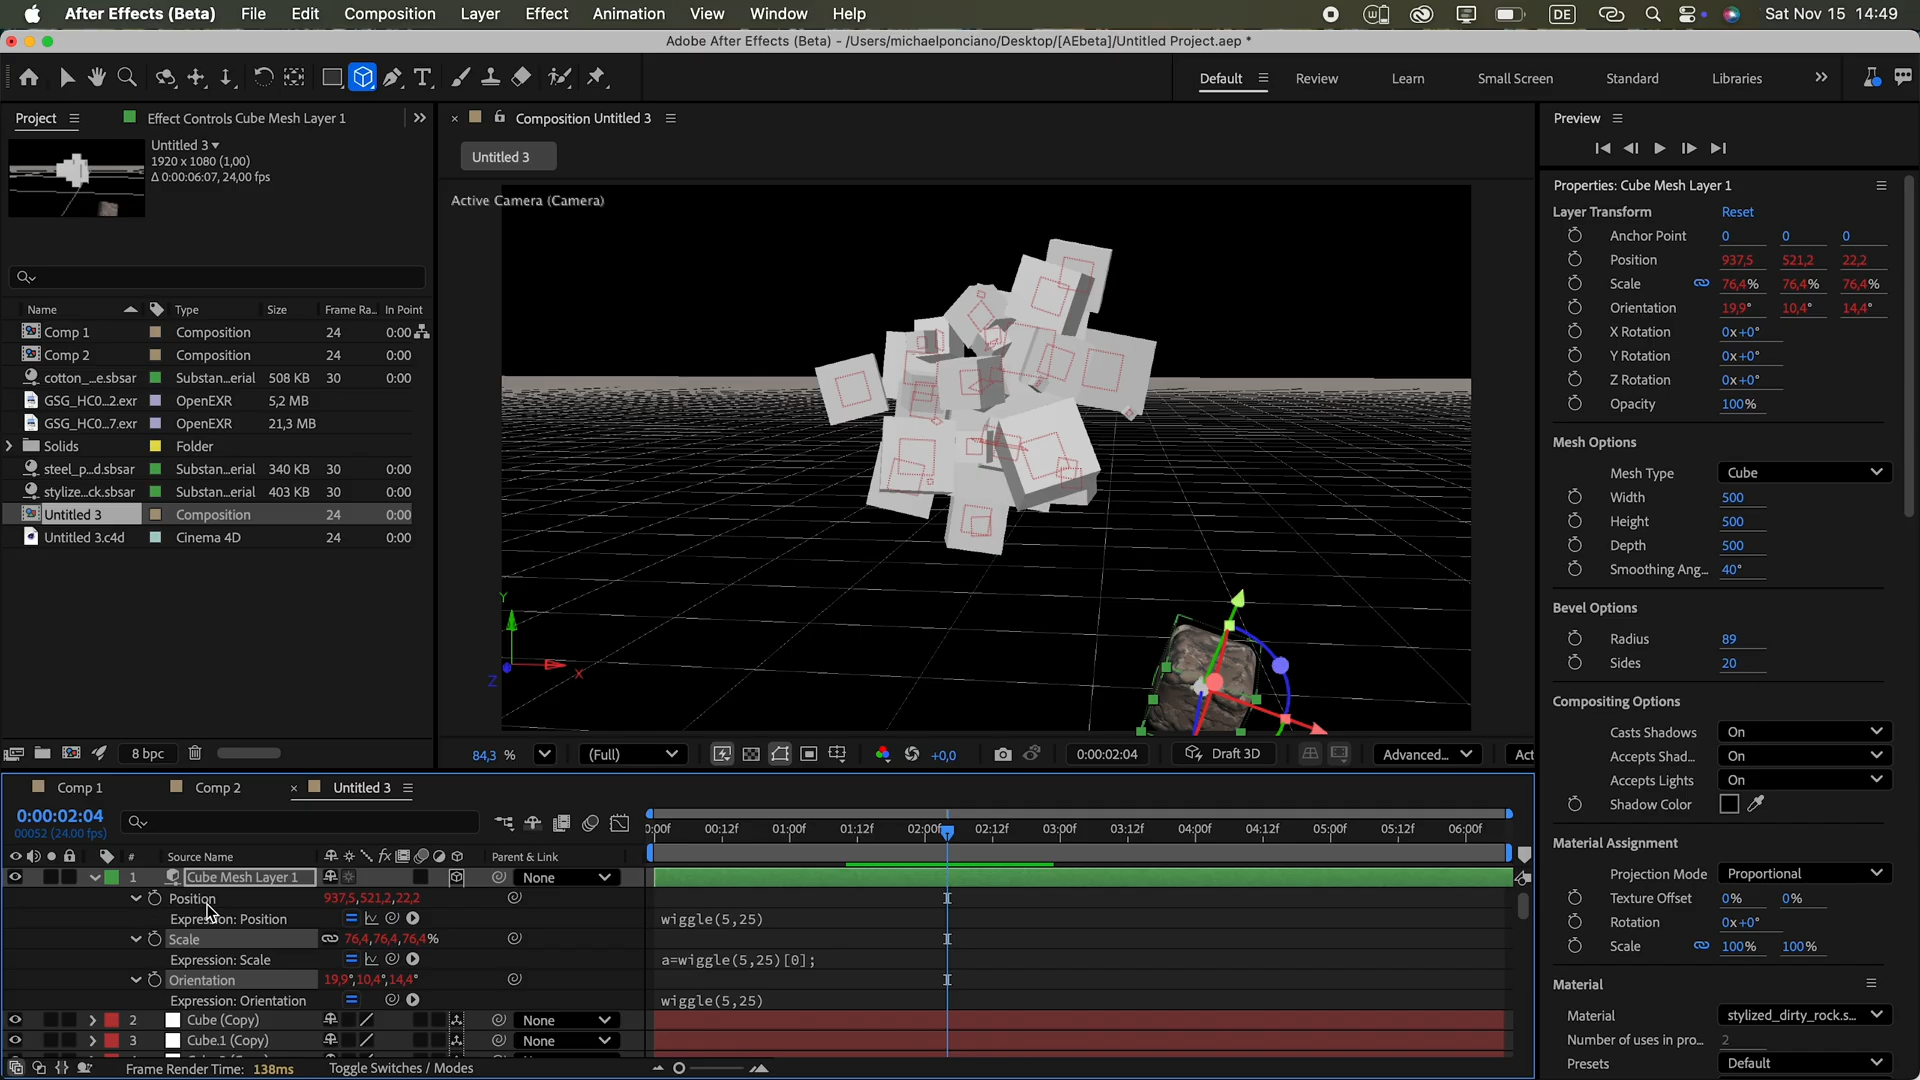 After Effects (Beta) File Edit Composition Layer Effect Animation View Window Help DE Sat Nov 15 14:49
Adobe After Effects (Beta) - /Users/michaelponciano/Desktop/[AEbeta]/Untitled Project.aep *
Default Review Learn Small Screen Standard Libraries
Project Effect Controls Cube Mesh Layer 1
Untitled 3
1920 x 1080 (1,00)
Δ 0:00:06:07, 24,00 fps
Name Type Size Frame Ra... In Point
Comp 1 Composition 24 0:00
Comp 2 Composition 24 0:00
cotton_...e.sbsar Substan...erial 508 KB 30 0:00
GSG_HC0...2.exr OpenEXR 5,2 MB
GSG_HC0...7.exr OpenEXR 21,3 MB
Solids Folder
steel_p...d.sbsar Substan...erial 340 KB 30 0:00
stylize...ck.sbsar Substan...erial 403 KB 30 0:00
Untitled 3 Composition 24 0:00
Untitled 3.c4d Cinema 4D 24 0:00
8 bpc
Composition Untitled 3
Untitled 3
Active Camera (Camera)
Y
X
Z
84,3 % (Full) +0,0 0:00:02:04 Draft 3D Advanced... Act
Preview
Properties: Cube Mesh Layer 1
Layer Transform Reset
Anchor Point 0 0 0
Position 937,5 521,2 22,2
Scale 76,4% 76,4% 76,4%
Orientation 19,9° 10,4° 14,4°
X Rotation 0x+0°
Y Rotation 0x+0°
Z Rotation 0x+0°
Opacity 100%
Mesh Options
Mesh Type Cube
Width 500
Height 500
Depth 500
Smoothing Ang... 40°
Bevel Options
Radius 89
Sides 20
Compositing Options
Casts Shadows On
Accepts Shad... On
Accepts Lights On
Shadow Color
Material Assignment
Projection Mode Proportional
Texture Offset 0% 0%
Rotation 0x+0°
Scale 100% 100%
Material
Material stylized_dirty_rock.s...
Number of uses in pro... 2
Presets Default
Comp 1 Comp 2 Untitled 3
0:00:02:04
00052 (24.00 fps)
0:00f 00:12f 01:00f 01:12f 02:00f 02:12f 03:00f 03:12f 04:00f 04:12f 05:00f 05:12f 06:00f
# Source Name fx Parent & Link
1 Cube Mesh Layer 1 None
Position 937,5,521,2,22,2
Expression: Position wiggle(5,25)
Scale 76,4,76,4,76,4%
Expression: Scale a=wiggle(5,25)[0];
Orientation 19,9°,10,4°,14,4°
Expression: Orientation wiggle(5,25)
2 Cube (Copy) None
3 Cube.1 (Copy) None
Frame Render Time: 138ms Toggle Switches / Modes